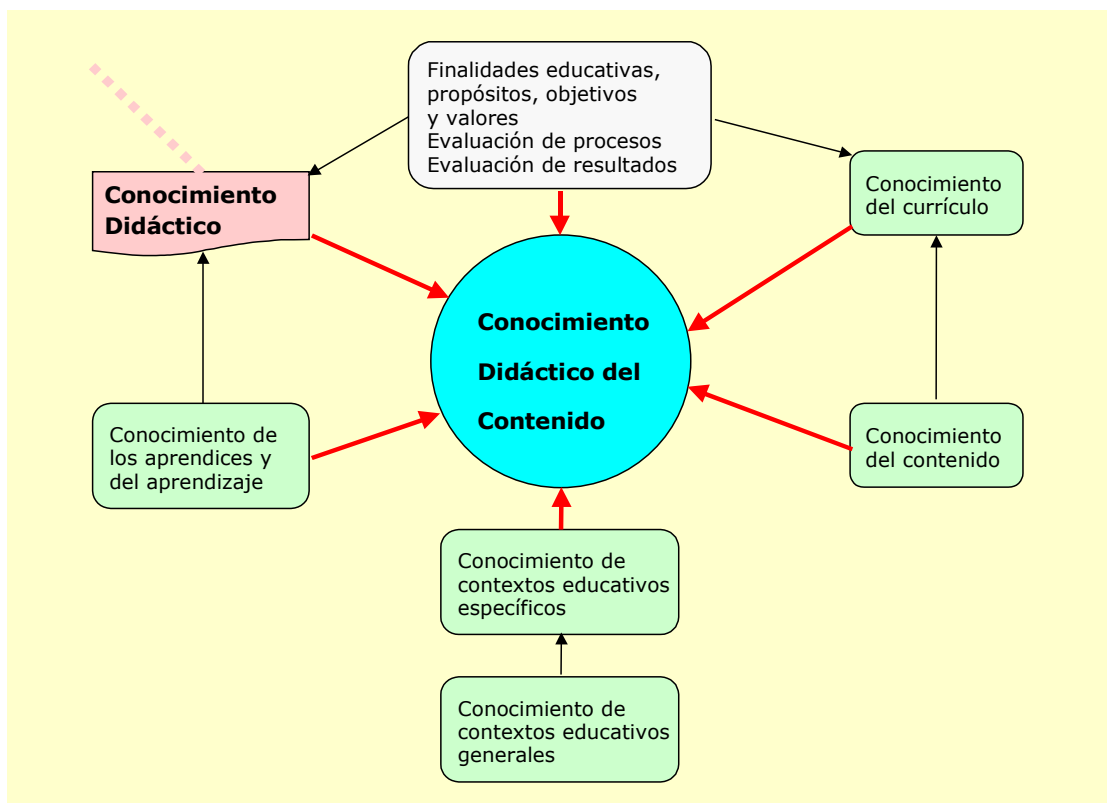 Finalidades educativas,
propósitos, objetivos
y valores
Evaluación de procesos
Evaluación de resultados
Conocimiento
Didáctico
Conocimiento
del currículo
Conocimiento
Didáctico del
Contenido
Conocimiento de
los aprendices y
del aprendizaje
Conocimiento
del contenido
Conocimiento de
contextos educativos
específicos
Conocimiento de
contextos educativos
generales